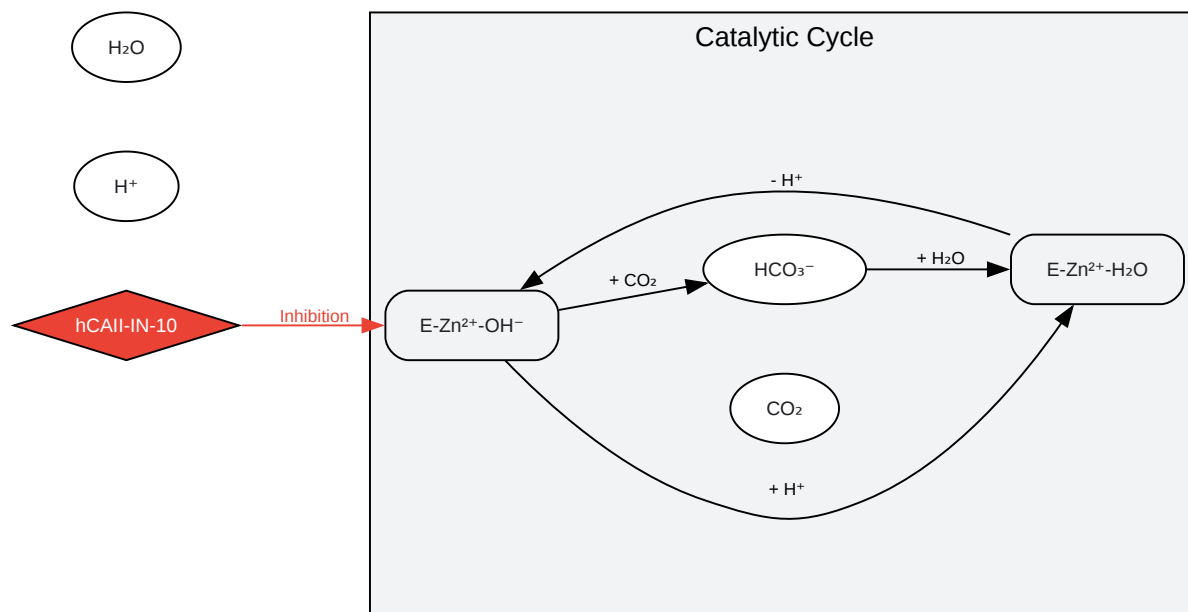 Catalytic Cycle
H₂O
H⁺
hCAII-IN-10
Inhibition
E-Zn²⁺-OH⁻
- H⁺
+ CO₂
HCO₃⁻
+ H₂O
E-Zn²⁺-H₂O
CO₂
+ H⁺